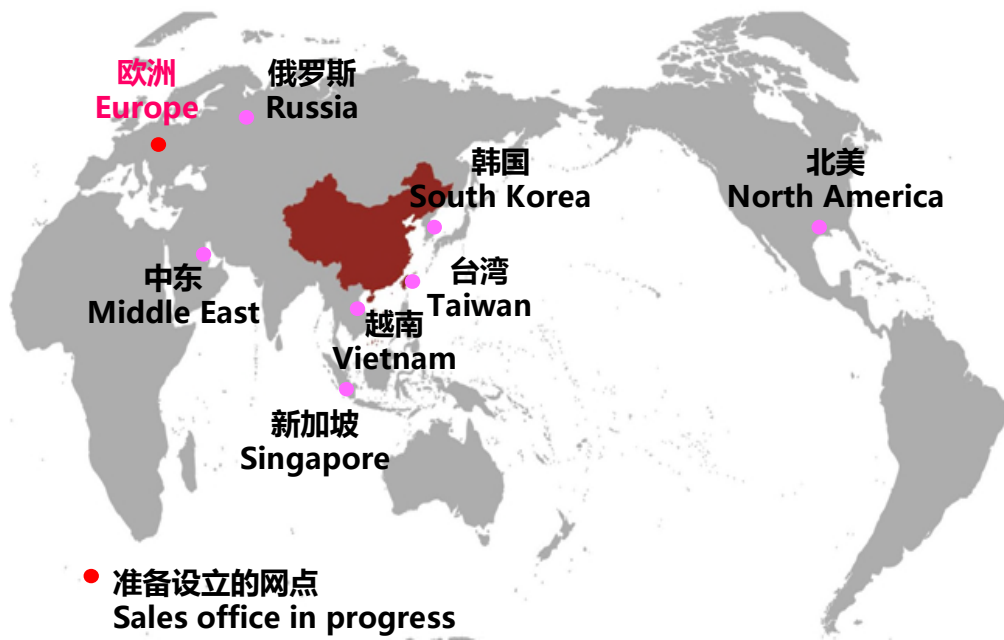 欧洲
Europe
俄罗斯
Russia
韩国
South Korea
北美
North America
中东
Middle East
台湾
Taiwan
越南
Vietnam
新加坡
Singapore
准备设立的网点
Sales office in progress